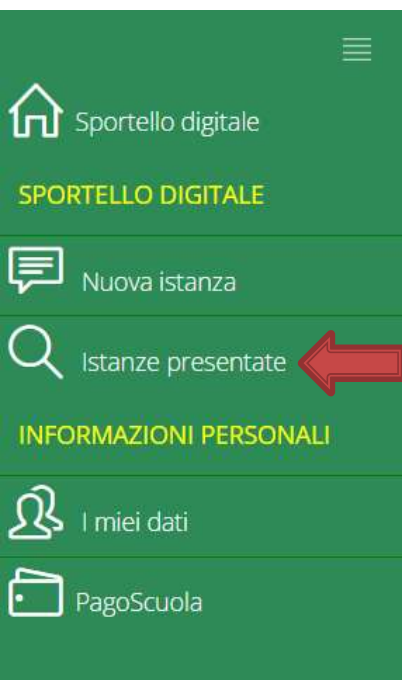 Sportello digitale
SPORTELLO DIGITALE
Nuova istanza
Istanze presentate
INFORMAZIONI PERSONALI
I miei dati
PagoScuola